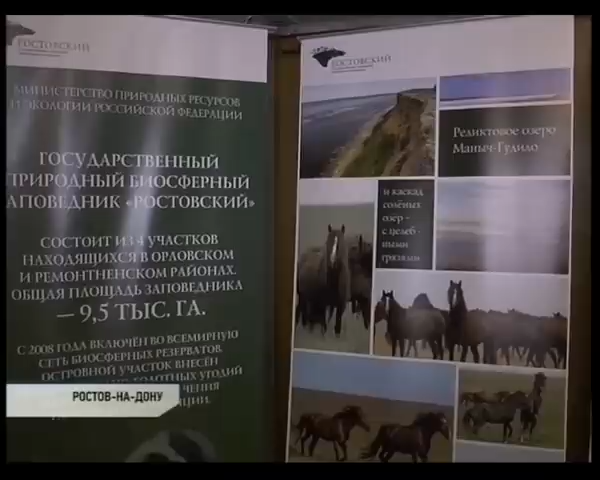 РОСТОВСКИЙ
МИНИСТЕРСТВО ПРИРОДНЫХ РЕСУРСОВ
И ЭКОЛОГИИ РОССИЙСКОЙ ФЕДЕРАЦИИ
ГОСУДАРСТВЕННЫЙ
ПРИРОДНЫЙ БИОСФЕРНЫЙ
ЗАПОВЕДНИК «РОСТОВСКИЙ»
СОСТОИТ ИЗ 4 УЧАСТКОВ
НАХОДЯЩИХСЯ В ОРЛОВСКОМ
И РЕМОНТНЕНСКОМ РАЙОНАХ.
ОБЩАЯ ПЛОЩАДЬ ЗАПОВЕДНИКА
— 9,5 ТЫС. ГА.
С 2008 ГОДА ВКЛЮЧЕН ВО ВСЕМИРНУЮ
СЕТЬ БИОСФЕРНЫХ РЕЗЕРВАТОВ.
ОСТРОВНОЙ УЧАСТОК ВНЕСЁН
УГОДИЙ
РОСТОВ-НА-ДОНУ
РОСТОВСКИЙ
Реликтовое озеро
Маныч-Гудило
и каскад
солёных
озёр -
с целеб-
ными
грязями